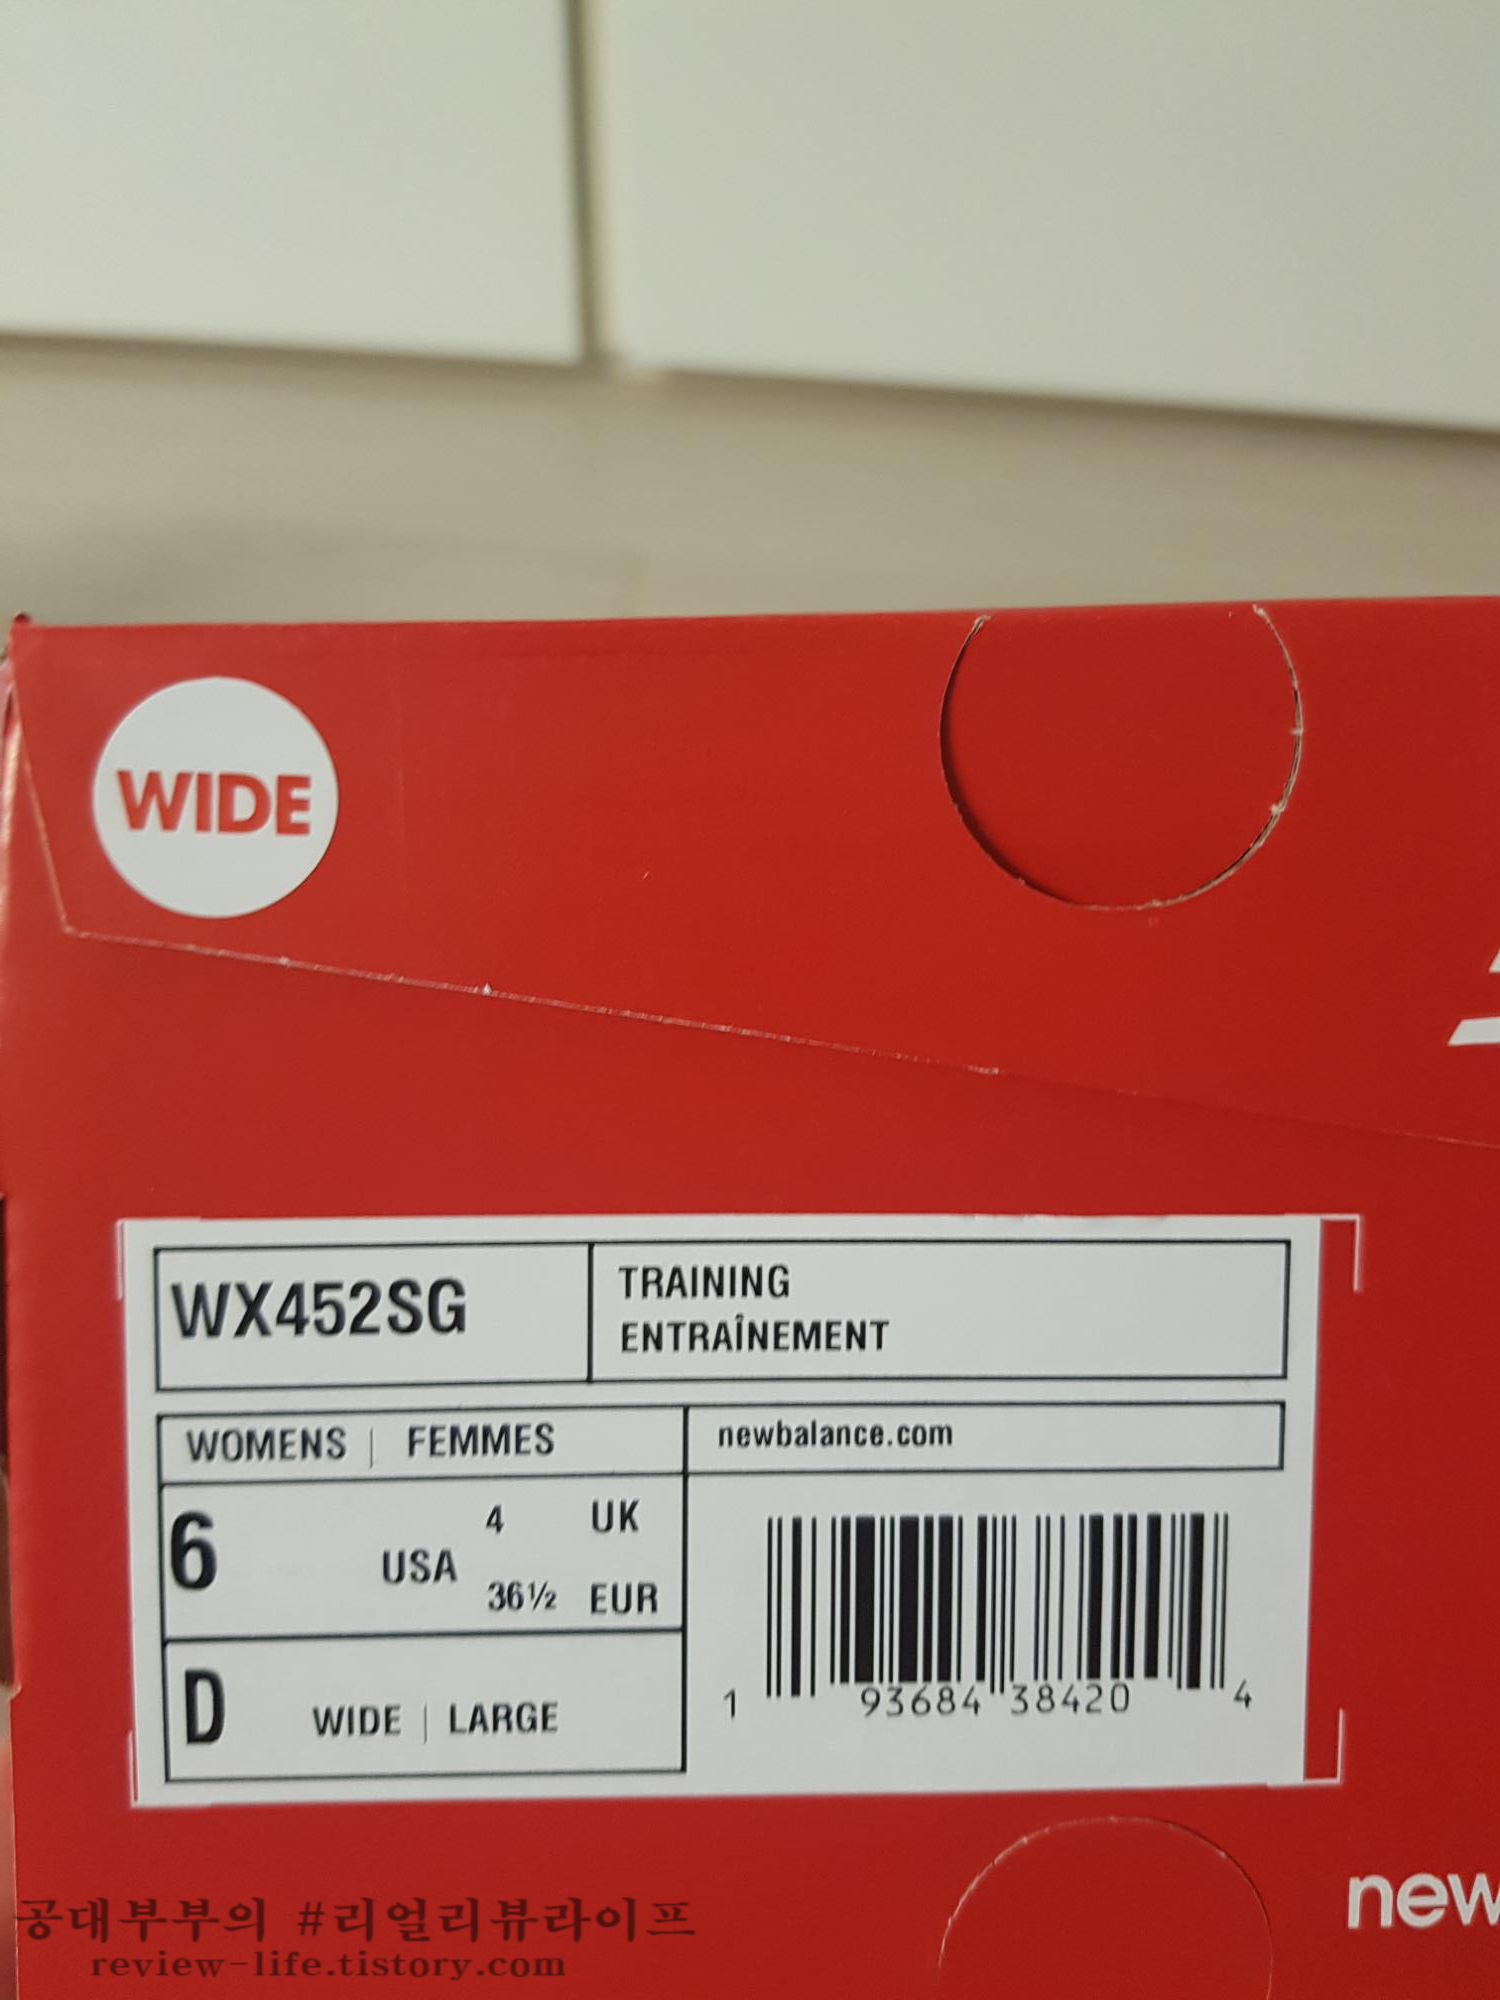 WIDE
WX452SG
TRAINING
ENTRAÎNEMENT
WOMENS | FEMMES
newbalance.com
6 USA
4 UK
36½ EUR
D WIDE | LARGE
1 93684 38420 4
new
공대부부의 #리얼리뷰라이프
review-life.tistory.com